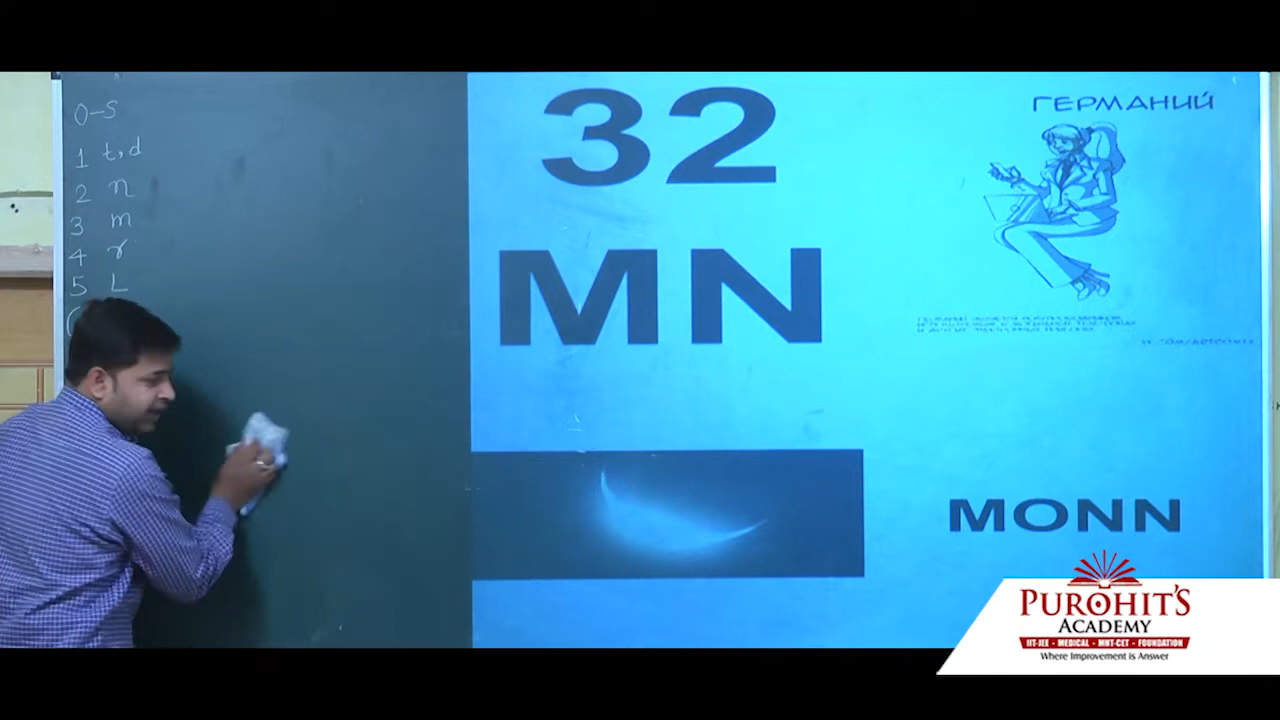 0-S
1 t,d
2 n
3 m
4 r
5 L
32
MN
ГЕРМАНИЙ
MONN
PUROHIT'S
ACADEMY
IIT-JEE - MEDICAL - MHT-CET - FOUNDATION
Where Improvement is Answer